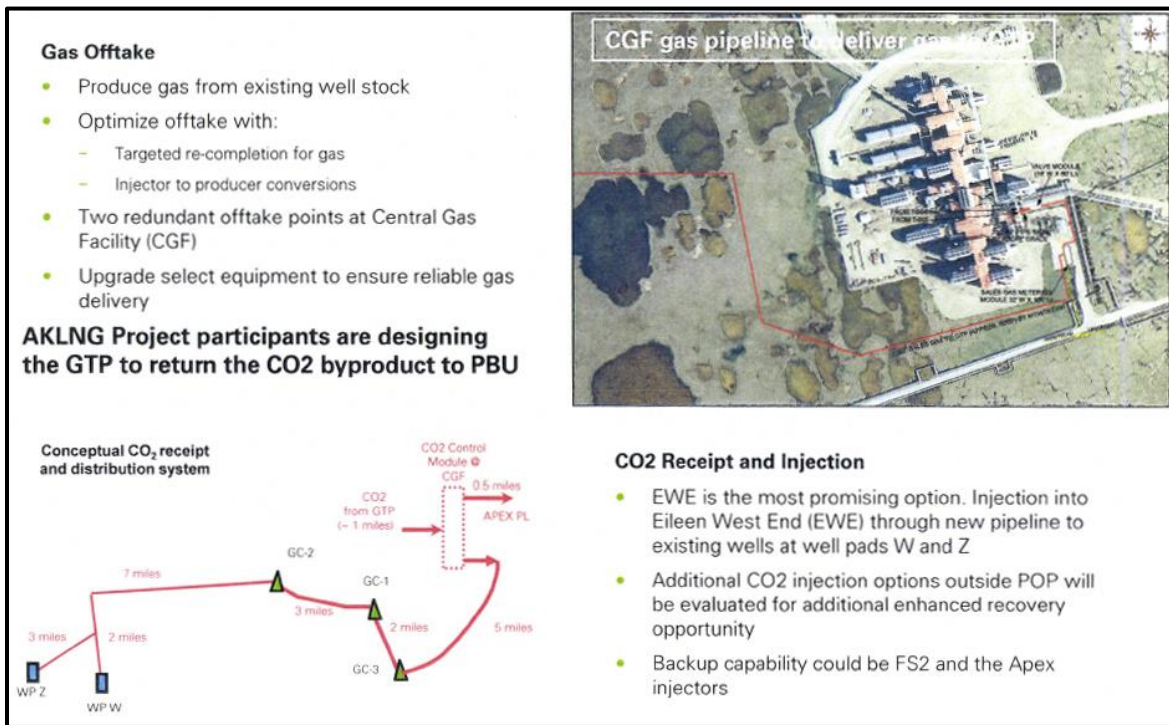 Gas Offtake
• Produce gas from existing well stock
• Optimize offtake with:
– Targeted re-completion for gas
– Injector to producer conversions
• Two redundant offtake points at Central Gas
Facility (CGF)
• Upgrade select equipment to ensure reliable gas
delivery
AKLNG Project participants are designing
the GTP to return the CO2 byproduct to PBU
CGF gas pipeline to deliver gas to GTP
VALVE MODULE
SALES GAS METERING
Conceptual CO₂ receipt
and distribution system
CO2 Control
Module @
CGF
0.5 miles
APEX PL
CO2
from GTP
(~ 1 miles)
GC-2
7 miles
GC-1
3 miles
2 miles
5 miles
3 miles
2 miles
GC-3
WP Z
WP W
CO2 Receipt and Injection
• EWE is the most promising option. Injection into
Eileen West End (EWE) through new pipeline to
existing wells at well pads W and Z
• Additional CO2 injection options outside POP will
be evaluated for additional enhanced recovery
opportunity
• Backup capability could be FS2 and the Apex
injectors